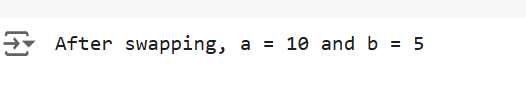 After swapping, a = 10 and b = 5